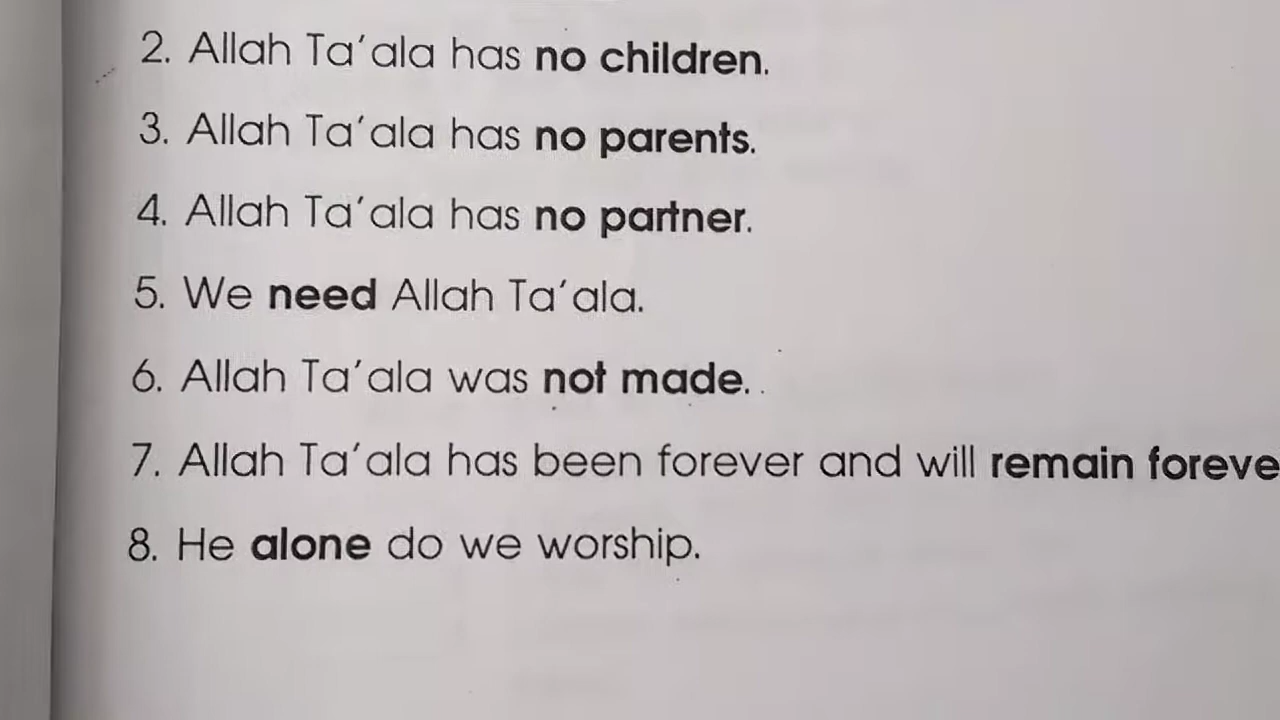 2. Allah Ta'ala has no children.
3. Allah Ta'ala has no parents.
4. Allah Ta'ala has no partner.
5. We need Allah Ta'ala.
6. Allah Ta'ala was not made.
7. Allah Ta'ala has been forever and will remain foreve
8. He alone do we worship.